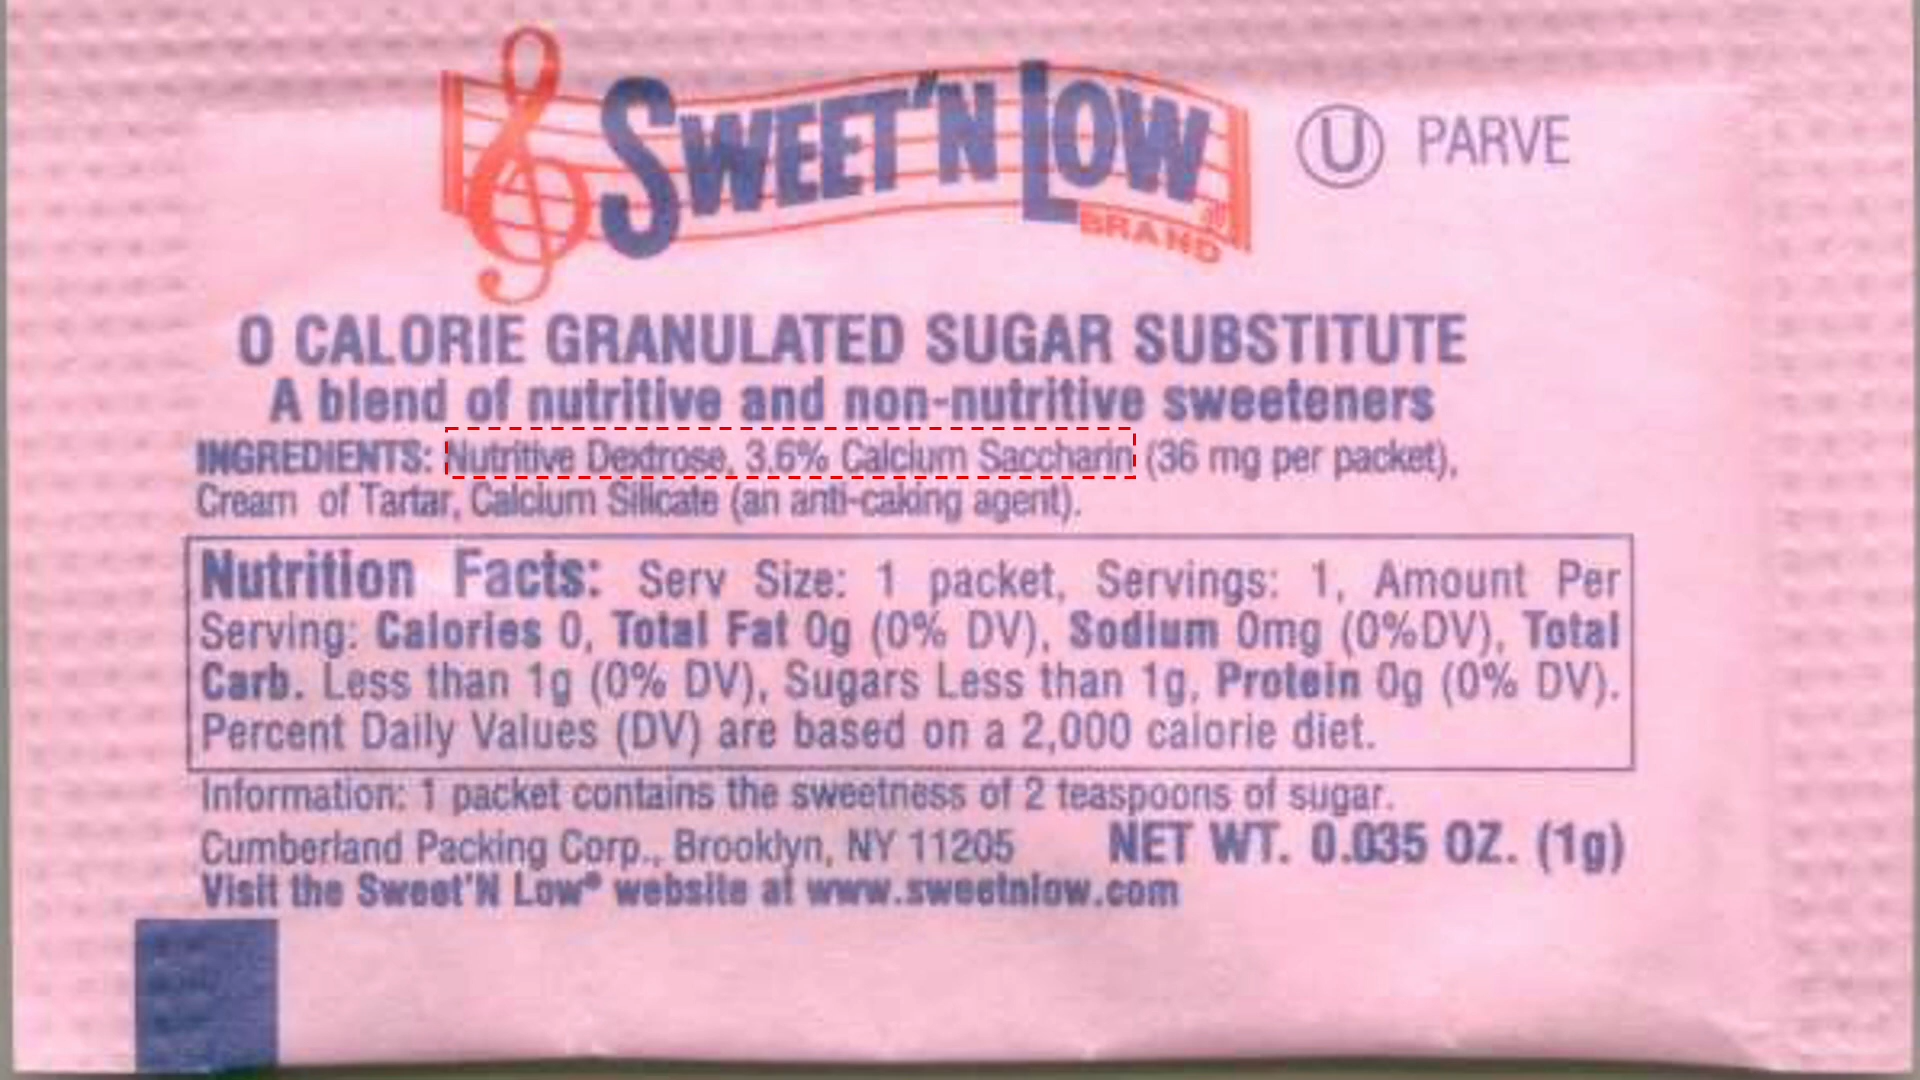 SWEET'N LOW
BRAND
Ⓤ PARVE
0 CALORIE GRANULATED SUGAR SUBSTITUTE
A blend of nutritive and non-nutritive sweeteners
INGREDIENTS: Nutritive Dextrose, 3.6% Calcium Saccharin (36 mg per packet),
Cream of Tartar, Calcium Silicate (an anti-caking agent).
Nutrition Facts: Serv Size: 1 packet, Servings: 1, Amount Per
Serving: Calories 0, Total Fat 0g (0% DV), Sodium 0mg (0%DV), Total
Carb. Less than 1g (0% DV), Sugars Less than 1g, Protein 0g (0% DV).
Percent Daily Values (DV) are based on a 2,000 calorie diet.
Information: 1 packet contains the sweetness of 2 teaspoons of sugar.
Cumberland Packing Corp., Brooklyn, NY 11205 NET WT. 0.035 OZ. (1g)
Visit the Sweet'N Low® website at www.sweetnlow.com